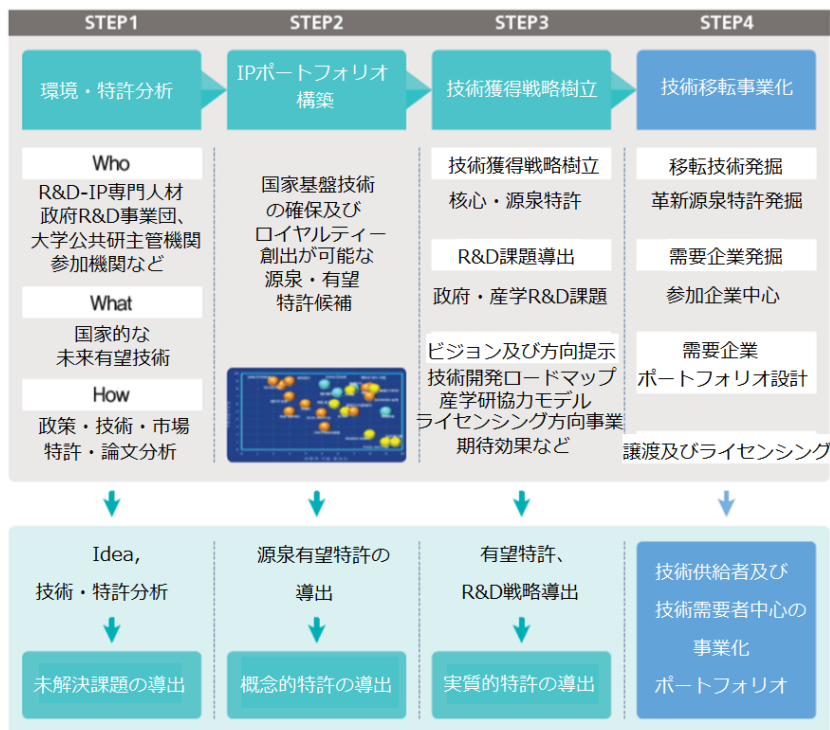 STEP1
STEP2
STEP3
STEP4
環境・特許分析
IPポートフォリオ
構築
技術獲得戦略樹立
技術移転事業化
Who
R&D-IP専門人材
政府R&D事業団、
大学公共研主管機関
参加機関など
What
国家的な
未来有望技術
How
政策・技術・市場
特許・論文分析
国家基盤技術
の確保及び
ロイヤルティー
創出が可能な
源泉・有望
特許候補
技術獲得戦略樹立
核心・源泉特許
R&D課題導出
政府・産学R&D課題
ビジョン及び方向提示
技術開発ロードマップ
産学研協力モデル
ライセンシング方向事業
期待効果など
移転技術発掘
革新源泉特許発掘
需要企業発掘
参加企業中心
需要企業
ポートフォリオ設計
譲渡及びライセンシング
Idea,
技術・特許分析
未解決課題の導出
源泉有望特許の
導出
概念的特許の導出
有望特許、
R&D戦略導出
実質的特許の導出
技術供給者及び
技術需要者中心の
事業化
ポートフォリオ